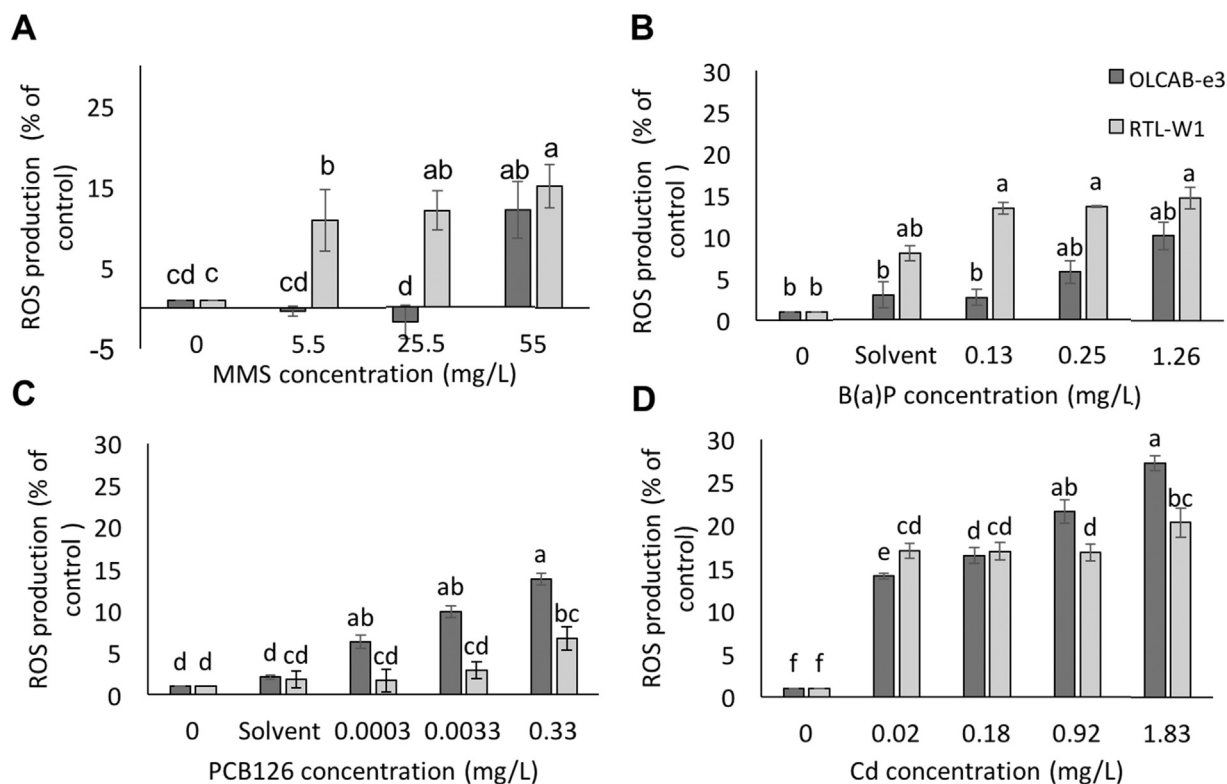 A
ROS production (% of
control)
25
15
5
-5
cd
c
cd
b
d
ab
ab
a
0
5.5
25.5
55
MMS concentration (mg/L)
B
ROS production (% of
control)
30
25
20
15
10
5
0
OLCAB-e3
RTL-W1
b
b
b
ab
b
a
ab
a
ab
a
0
Solvent
0.13
0.25
1.26
B(a)P concentration (mg/L)
C
ROS production (% of
control )
30
25
20
15
10
5
0
d
d
d
cd
ab
cd
ab
cd
a
bc
0
Solvent
0.0003
0.0033
0.33
PCB126 concentration (mg/L)
D
ROS production (% of
control)
30
25
20
15
10
5
0
f
f
e
cd
d
cd
ab
d
a
bc
0
0.02
0.18
0.92
1.83
Cd concentration (mg/L)